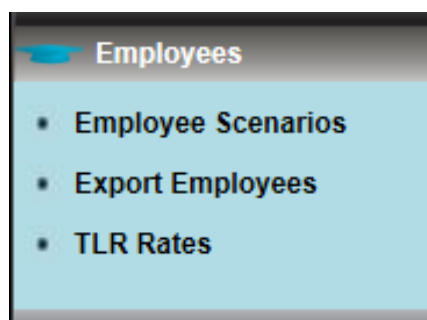 Employees
Employee Scenarios
Export Employees
TLR Rates